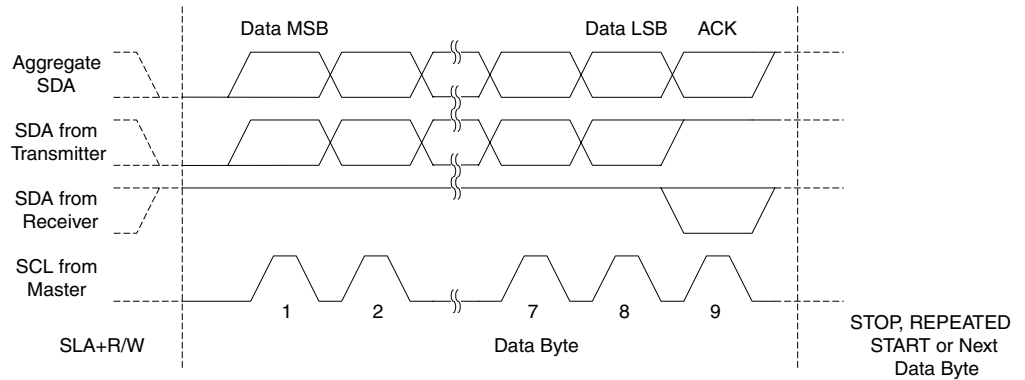 Data MSB
Data LSB
ACK
Aggregate
SDA
SDA from
Transmitter
SDA from
Receiver
SCL from
Master
1
2
7
8
9
SLA+R/W
Data Byte
STOP, REPEATED
START or Next
Data Byte